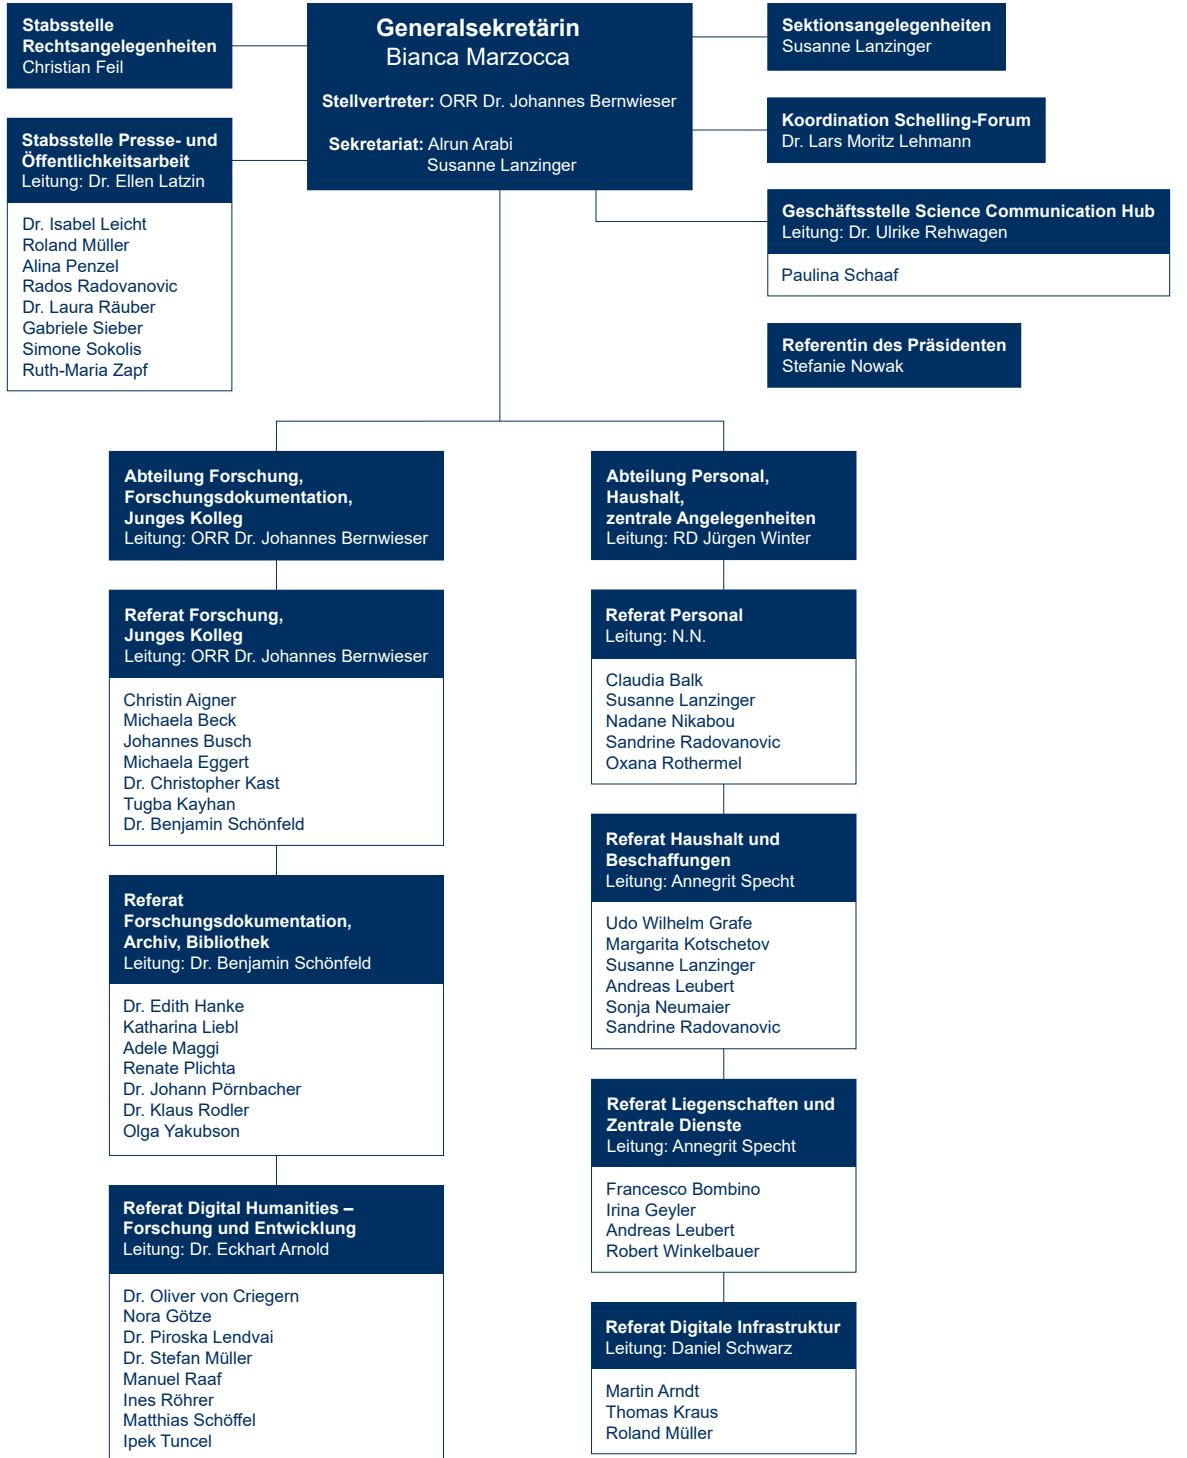 Stabsstelle
Rechtsangelegenheiten
Christian Feil
Generalsekretärin
Bianca Marzocca
Stellvertreter: ORR Dr. Johannes Bernwieser
Sekretariat: Alrun Arabi
Susanne Lanzinger
Sektionsangelegenheiten
Susanne Lanzinger
Koordination Schelling-Forum
Dr. Lars Moritz Lehmann
Stabsstelle Presse- und
Öffentlichkeitsarbeit
Leitung: Dr. Ellen Latzin
Dr. Isabel Leicht
Roland Müller
Alina Penzel
Rados Radovanovic
Dr. Laura Räuber
Gabriele Sieber
Simone Sokolis
Ruth-Maria Zapf
Geschäftsstelle Science Communication Hub
Leitung: Dr. Ulrike Rehwagen
Paulina Schaaf
Referentin des Präsidenten
Stefanie Nowak
Abteilung Forschung,
Forschungsdokumentation,
Junges Kolleg
Leitung: ORR Dr. Johannes Bernwieser
Referat Forschung,
Junges Kolleg
Leitung: ORR Dr. Johannes Bernwieser
Christin Aigner
Michaela Beck
Johannes Busch
Michaela Eggert
Dr. Christopher Kast
Tugba Kayhan
Dr. Benjamin Schönfeld
Referat
Forschungsdokumentation,
Archiv, Bibliothek
Leitung: Dr. Benjamin Schönfeld
Dr. Edith Hanke
Katharina Liebl
Adele Maggi
Renate Plichta
Dr. Johann Pörnbacher
Dr. Klaus Rodler
Olga Yakubson
Referat Digital Humanities –
Forschung und Entwicklung
Leitung: Dr. Eckhart Arnold
Dr. Oliver von Criegern
Nora Götze
Dr. Piroska Lendvai
Dr. Stefan Müller
Manuel Raaf
Ines Röhrer
Matthias Schöffel
Ipek Tuncel
Abteilung Personal,
Haushalt,
zentrale Angelegenheiten
Leitung: RD Jürgen Winter
Referat Personal
Leitung: N.N.
Claudia Balk
Susanne Lanzinger
Nadane Nikabou
Sandrine Radovanovic
Oxana Rothermel
Referat Haushalt und
Beschaffungen
Leitung: Annegrit Specht
Udo Wilhelm Grafe
Margarita Kotschetov
Susanne Lanzinger
Andreas Leubert
Sonja Neumaier
Sandrine Radovanovic
Referat Liegenschaften und
Zentrale Dienste
Leitung: Annegrit Specht
Francesco Bombino
Irina Geyler
Andreas Leubert
Robert Winkelbauer
Referat Digitale Infrastruktur
Leitung: Daniel Schwarz
Martin Arndt
Thomas Kraus
Roland Müller